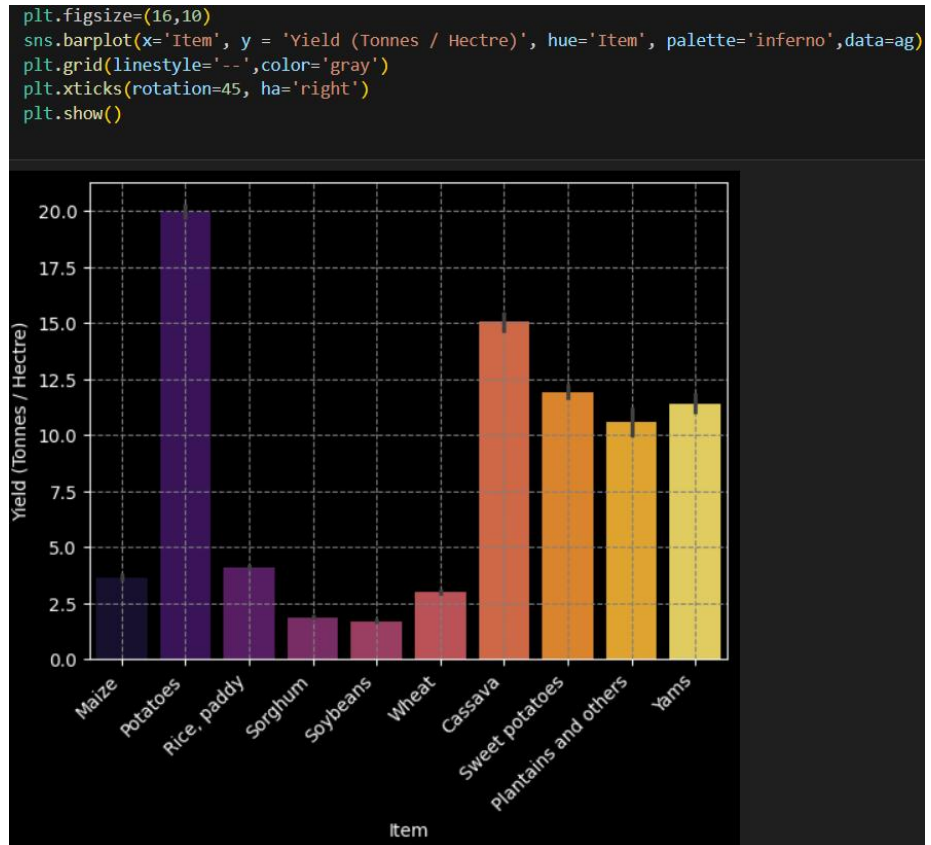 plt.figsize=(16,10)
sns.barplot(x='Item', y = 'Yield (Tonnes / Hectre)', hue='Item', palette='inferno',data=ag)
plt.grid(linestyle='--',color='gray')
plt.xticks(rotation=45, ha='right')
plt.show()
Yield (Tonnes / Hectre)
20.0
17.5
15.0
12.5
10.0
7.5
5.0
2.5
0.0
Maize
Potatoes
Rice, paddy
Sorghum
Soybeans
Wheat
Cassava
Sweet potatoes
Plantains and others
Yams
Item